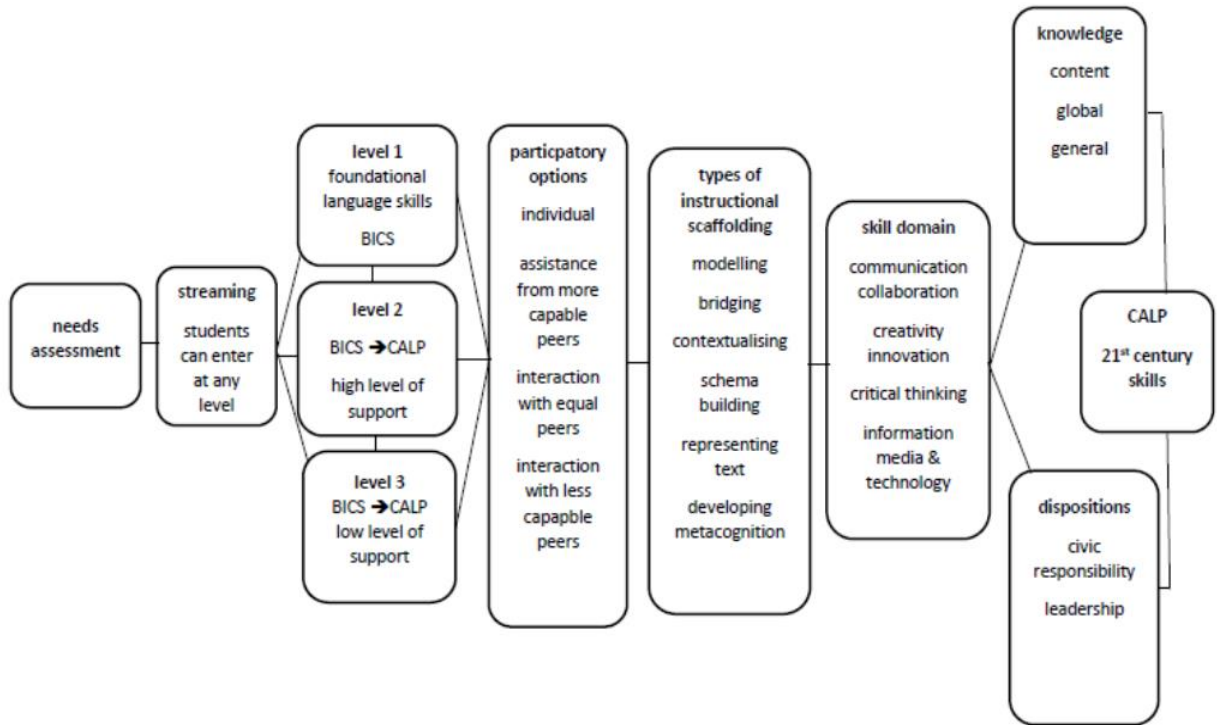 needs
assessment
streaming
students
can enter
at any
level
level 1
foundational
language skills
BICS
level 2
BICS ➔CALP
high level of
support
level 3
BICS ➔CALP
low level of
support
particpatory
options
individual
assistance
from more
capable
peers
interaction
with equal
peers
interaction
with less
capapble
peers
types of
instructional
scaffolding
modelling
bridging
contextualising
schema
building
representing
text
developing
metacognition
skill domain
communication
collaboration
creativity
innovation
critical thinking
information
media &
technology
knowledge
content
global
general
dispositions
civic
responsibility
leadership
CALP
21st century
skills